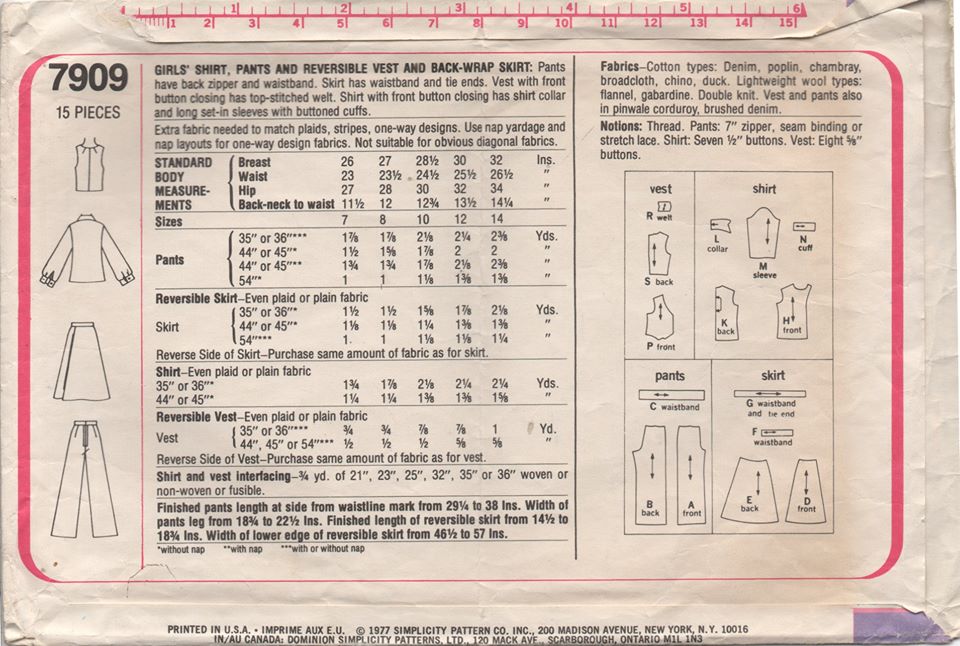 1 2 3 4 5 6
1 2 3 4 5 6 7 8 9 10 11 12 13 14 15
7909
15 PIECES
GIRLS' SHIRT, PANTS AND REVERSIBLE VEST AND BACK-WRAP SKIRT: Pants
have back zipper and waistband. Skirt has waistband and tie ends. Vest with front
button closing has top-stitched welt. Shirt with front button closing has shirt collar
and long set-in sleeves with buttoned cuffs.
Extra fabric needed to match plaids, stripes, one-way designs. Use nap yardage and
nap layouts for one-way design fabrics. Not suitable for obvious diagonal fabrics.
STANDARD BODY MEASURE-MENTS
Breast 26 27 28½ 30 32 Ins.
Waist 23 23½ 24½ 25½ 26½ "
Hip 27 28 30 32 34 "
Back-neck to waist 11½ 12 12¾ 13½ 14¼ "
Sizes 7 8 10 12 14
Pants
35" or 36"*** 1⅞ 1⅞ 2⅛ 2¼ 2⅜ Yds.
44" or 45"* 1½ 1⅝ 1⅞ 2 2 "
44" or 45"** 1¾ 1¾ 1⅞ 2⅛ 2⅜ "
54"* 1 1 1⅛ 1⅜ 1⅜ "
Reversible Skirt–Even plaid or plain fabric
Skirt
35" or 36"* 1½ 1½ 1⅝ 1⅞ 2⅛ Yds.
44" or 45"* 1⅛ 1⅛ 1¼ 1⅜ 1⅜ "
54"*** 1. 1 1⅛ 1⅛ 1¼ "
Reverse Side of Skirt–Purchase same amount of fabric as for skirt.
Shirt–Even plaid or plain fabric
35" or 36"* 1¾ 1⅞ 2⅛ 2¼ 2¼ Yds.
44" or 45"* 1¼ 1¼ 1⅜ 1⅜ 1⅝ "
Reversible Vest–Even plaid or plain fabric
Vest
35" or 36"*** ¾ ¾ ⅞ ⅞ 1 Yd.
44", 45" or 54"*** ½ ½ ½ ⅝ ⅝ "
Reverse Side of Vest–Purchase same amount of fabric as for vest.
Shirt and vest interfacing–¾ yd. of 21", 23", 25", 32", 35" or 36" woven or
non-woven or fusible.
Finished pants length at side from waistline mark from 29¼ to 38 Ins. Width of
pants leg from 18¾ to 22½ Ins. Finished length of reversible skirt from 14½ to
18¾ Ins. Width of lower edge of reversible skirt from 46½ to 57 Ins.
*without nap **with nap ***with or without nap
Fabrics–Cotton types: Denim, poplin, chambray,
broadcloth, chino, duck. Lightweight wool types:
flannel, gabardine. Double knit. Vest and pants also
in pinwale corduroy, brushed denim.
Notions: Thread. Pants: 7" zipper, seam binding or
stretch lace. Shirt: Seven ½" buttons. Vest: Eight ⅝"
buttons.
vest
R welt
S back
P front
shirt
L
collar
M
sleeve
N
cuff
K
back
H
front
pants
C waistband
B
back
A
front
skirt
G waistband
and tie end
F
waistband
E
back
D
front
PRINTED IN U.S.A. • IMPRIME AUX E.U. © 1977 SIMPLICITY PATTERN CO. INC., 200 MADISON AVENUE, NEW YORK, N.Y. 10016
IN/AU CANADA: DOMINION SIMPLICITY PATTERNS, LTD., 120 MACK AVE., SCARBOROUGH, ONTARIO M1L 1N3